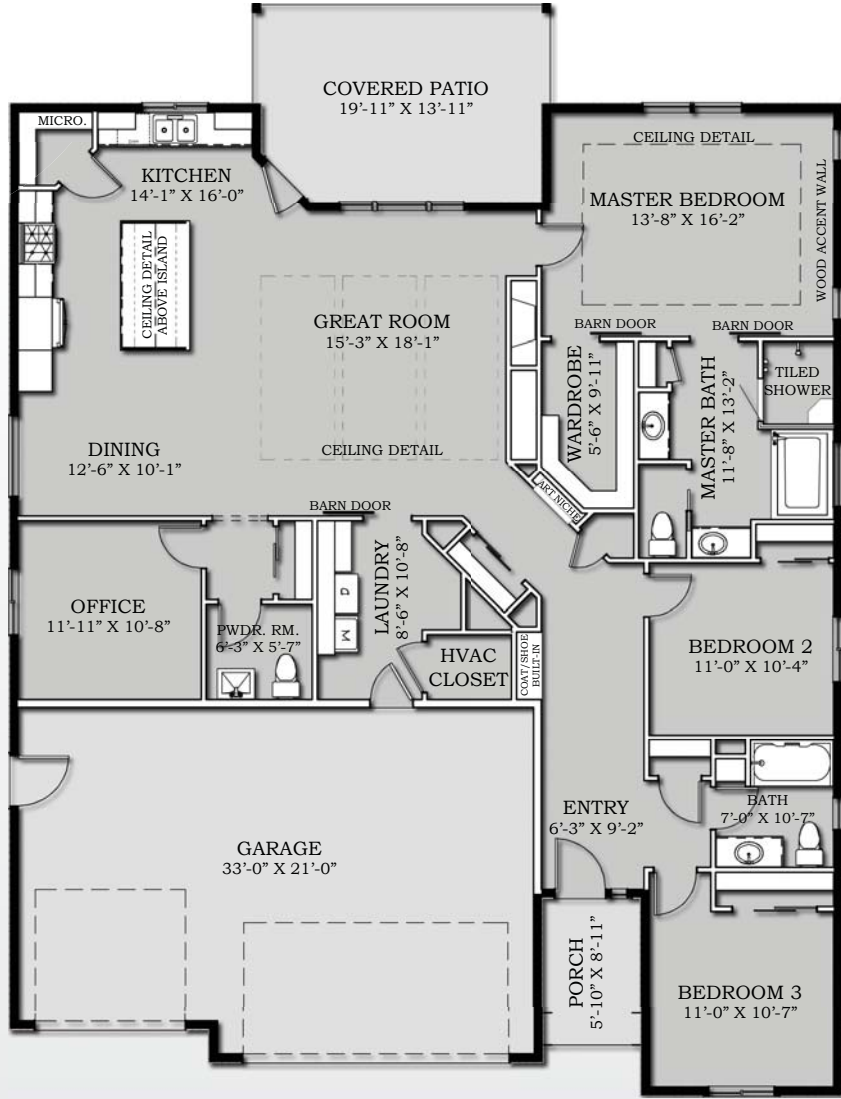 COVERED PATIO
19'-11" X 13'-11"
MICRO.
KITCHEN
14'-1" X 16'-0"
CEILING DETAIL
MASTER BEDROOM
13'-8" X 16'-2"
WOOD ACCENT WALL
CEILING DETAIL
ABOVE ISLAND
GREAT ROOM
15'-3" X 18'-1"
BARN DOOR
BARN DOOR
WARDROBE
5'-6" X 9'-11"
MASTER BATH
11'-8" X 13'-2"
TILED
SHOWER
DINING
12'-6" X 10'-1"
CEILING DETAIL
ART NICHE
BARN DOOR
OFFICE
11'-11" X 10'-8"
PWDR. RM.
6'-3" X 5'-7"
LAUNDRY
8'-6" X 10'-8"
D
M
HVAC
CLOSET
COAT/SHOE
BUILT-IN
BEDROOM 2
11'-0" X 10'-4"
ENTRY
6'-3" X 9'-2"
BATH
7'-0" X 10'-7"
GARAGE
33'-0" X 21'-0"
PORCH
5'-10" X 8'-11"
BEDROOM 3
11'-0" X 10'-7"